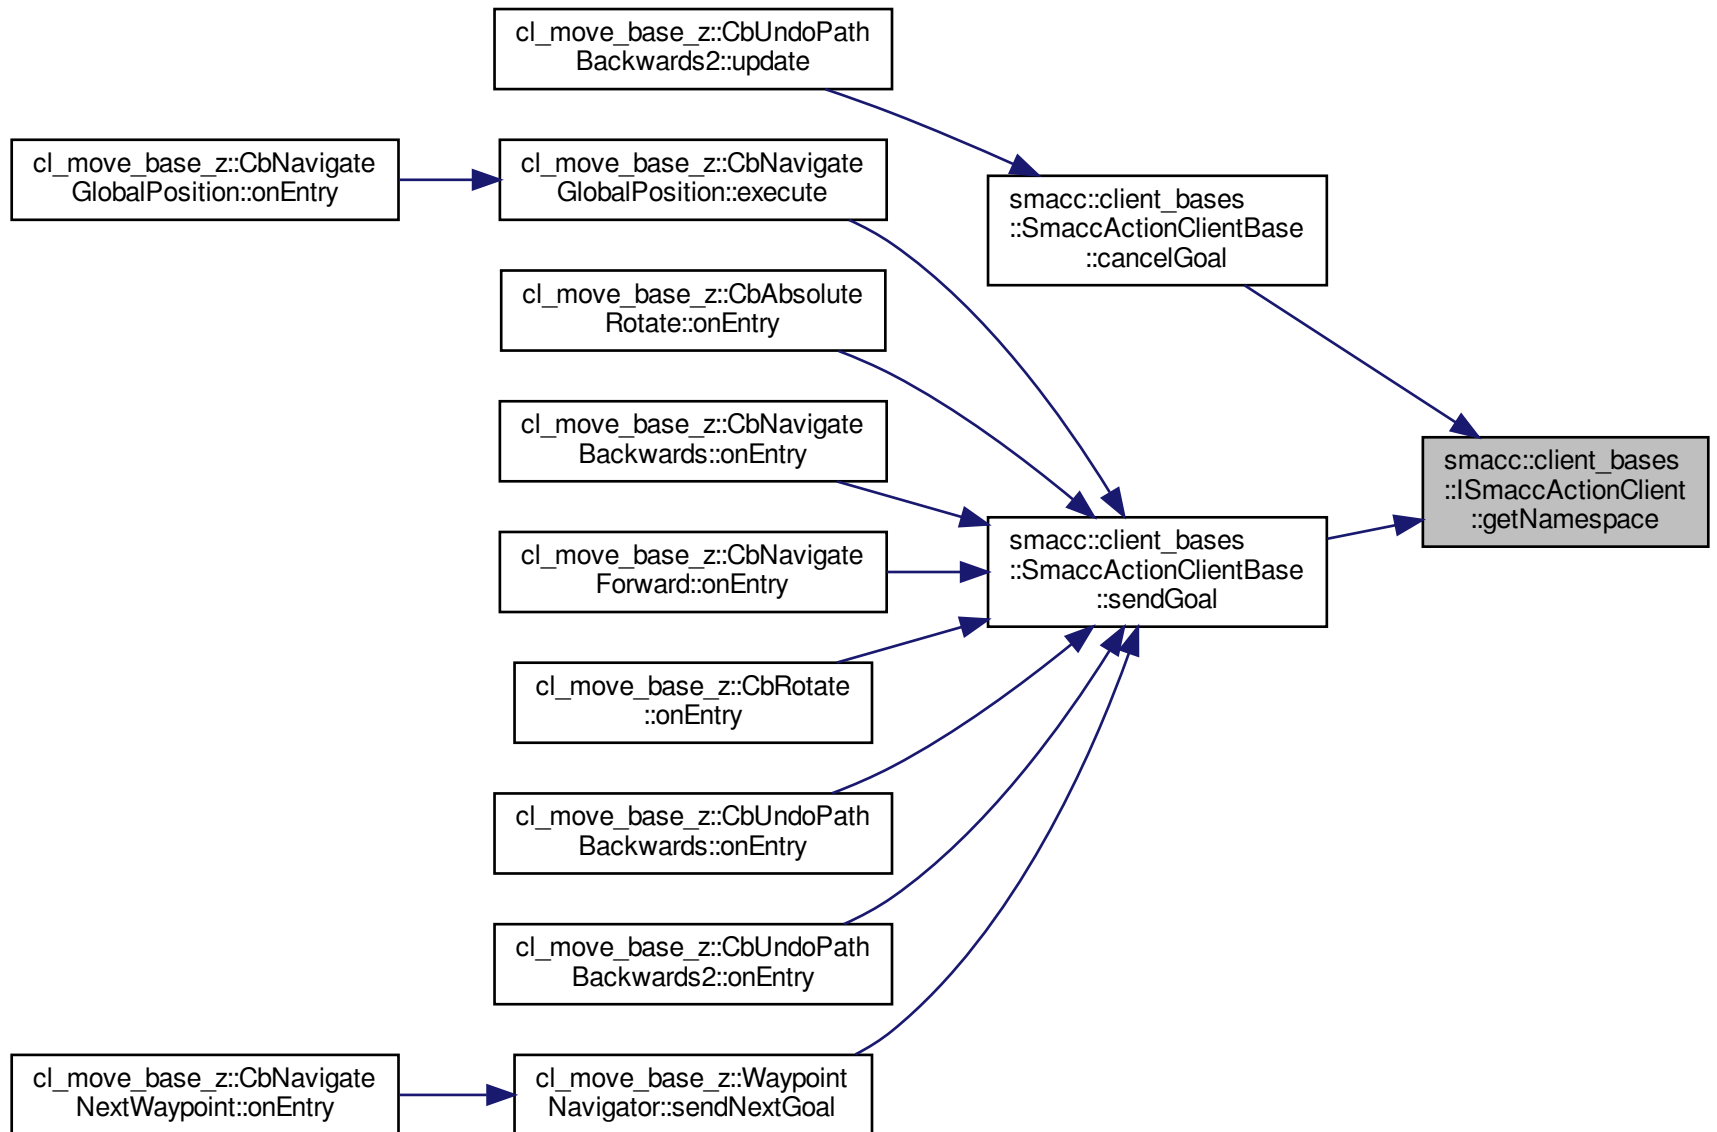 cl_move_base_z::CbUndoPath
Backwards2::update
cl_move_base_z::CbNavigate
GlobalPosition::onEntry
cl_move_base_z::CbNavigate
GlobalPosition::execute
smacc::client_bases
::SmaccActionClientBase
::cancelGoal
cl_move_base_z::CbAbsolute
Rotate::onEntry
cl_move_base_z::CbNavigate
Backwards::onEntry
smacc::client_bases
::ISmaccActionClient
::getNamespace
cl_move_base_z::CbNavigate
Forward::onEntry
smacc::client_bases
::SmaccActionClientBase
::sendGoal
cl_move_base_z::CbRotate
::onEntry
cl_move_base_z::CbUndoPath
Backwards::onEntry
cl_move_base_z::CbUndoPath
Backwards2::onEntry
cl_move_base_z::CbNavigate
NextWaypoint::onEntry
cl_move_base_z::Waypoint
Navigator::sendNextGoal